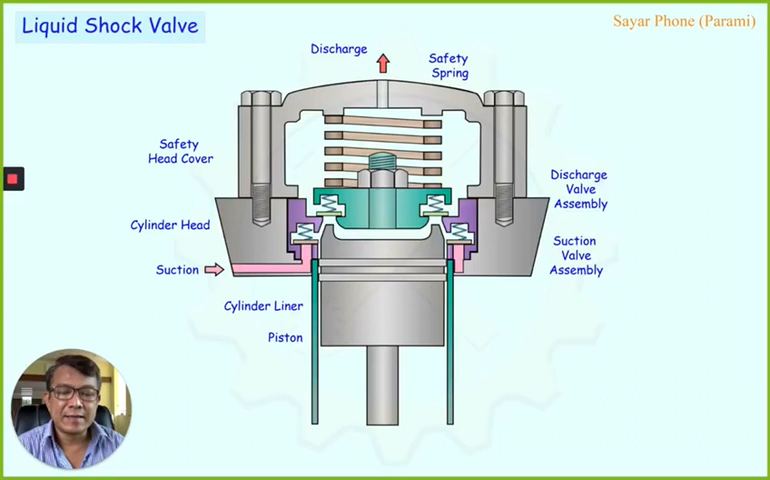 Liquid Shock Valve
Sayar Phone (Parami)
Discharge
Safety
Spring
Safety
Head Cover
Discharge
Valve
Assembly
Cylinder Head
Suction
Valve
Assembly
Suction
Cylinder Liner
Piston